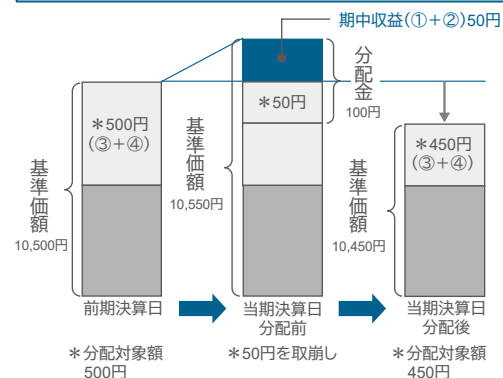 期中収益(①+②)50円
分配金
100円
*500円
(③+④)
*50円
*450円
(③+④)
基準価額
10,500円
基準価額
10,550円
基準価額
10,450円
前期決算日
当期決算日
分配前
当期決算日
分配後
*分配対象額
500円
*50円を取崩し
*分配対象額
450円